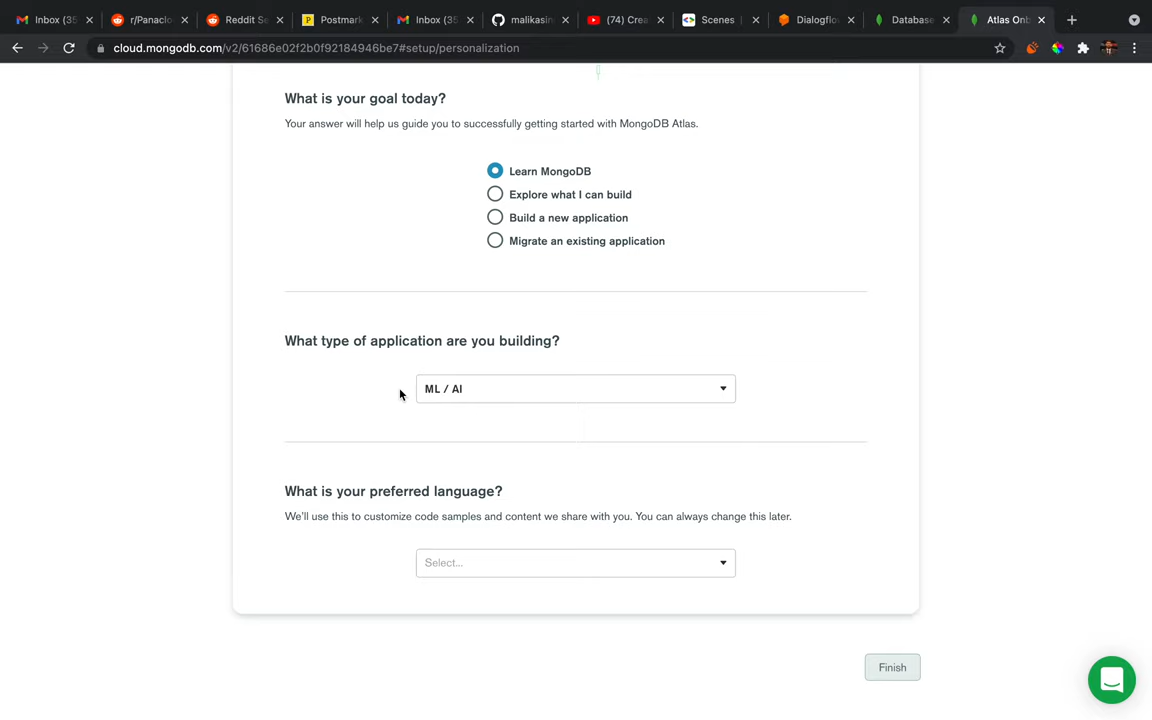 Inbox (35
r/Panaclo
Reddit Se
Postmark
Inbox (35
malikasin
(74) Crea
Scenes
Dialogflow
Database
Atlas Onb
cloud.mongodb.com/v2/61686e02f2b0f92184946be7#setup/personalization
What is your goal today?
Your answer will help us guide you to successfully getting started with MongoDB Atlas.
Learn MongoDB
Explore what I can build
Build a new application
Migrate an existing application
What type of application are you building?
ML / AI
What is your preferred language?
We'll use this to customize code samples and content we share with you. You can always change this later.
Select...
Finish